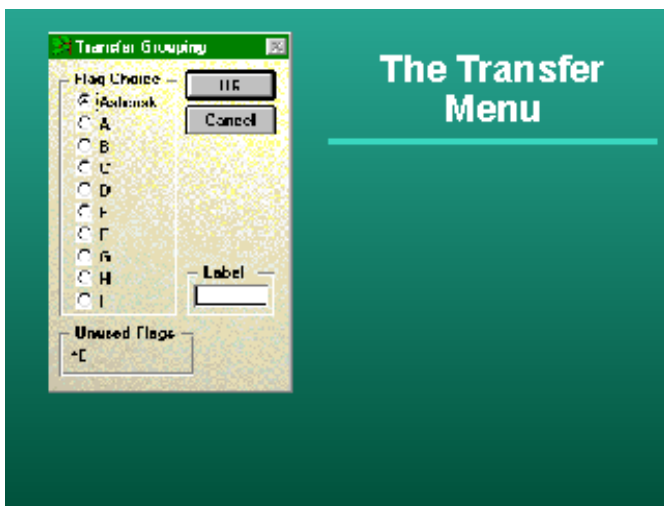 Transfer Grouping
Flag Choice
Asterisk
A
B
C
D
E
F
G
H
I
OK
Cancel
Label
Unused Flags
The Transfer
Menu